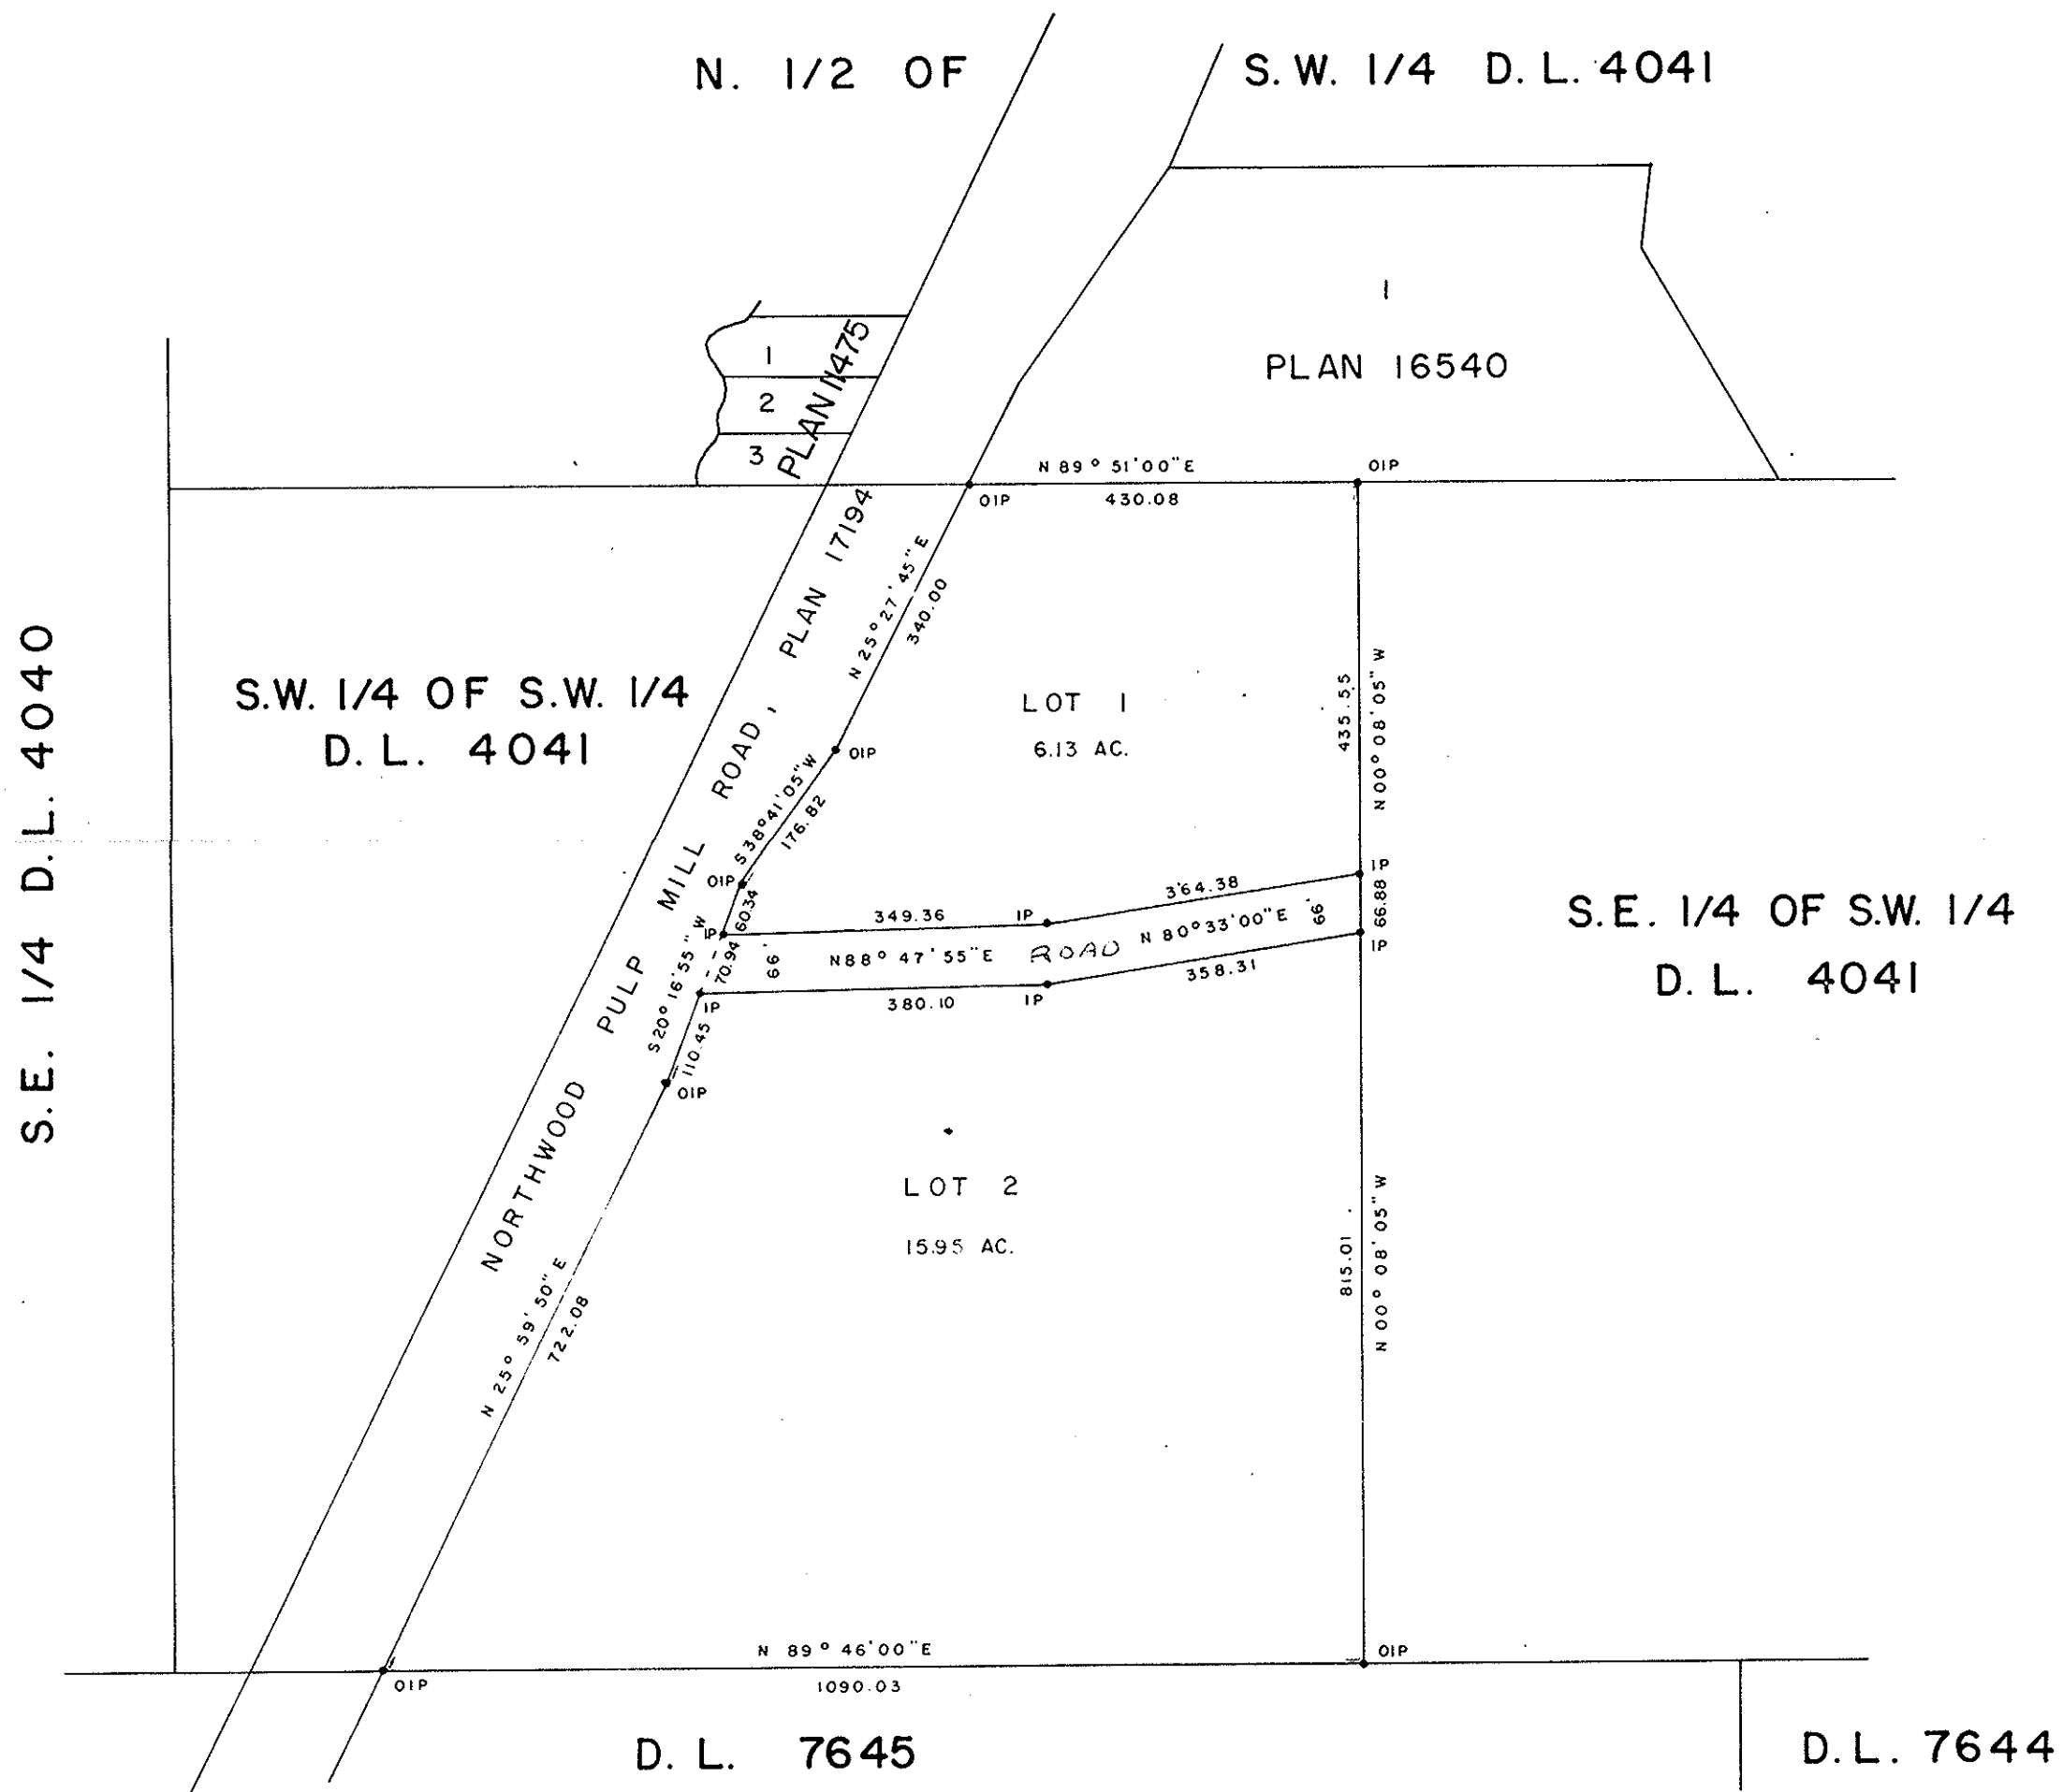 N. 1/2 OF
S.W. 1/4 D.L. 4041
1
PLAN 16540
1
2
3
PLAN 11475
N 89° 51'00"E
OIP
OIP
430.08
PLAN 17194
N 25° 27' 45" E
340.00
S.E. 1/4 D.L. 4040
S.W. 1/4 OF S.W. 1/4
D.L. 4041
LOT 1
6.13 AC.
435.55
N 00° 08' 05" W
OIP
S 38° 41' 05" W
176.82
OIP
60.34
IP
349.36
IP
364.38
IP
66.88
N 88° 47' 55"E
ROAD
N 80° 33' 00"E
66'
66'
IP
S 20° 16' 55" W
70.94
IP
380.10
IP
358.31
110.45
OIP
S.E. 1/4 OF S.W. 1/4
D.L. 4041
NORTHWOOD PULP MILL ROAD,
LOT 2
15.95 AC.
815.01
N 00° 08' 05" W
N 25° 59' 50" E
722.08
N 89° 46' 00"E
OIP
OIP
1090.03
D.L. 7645
D.L. 7644